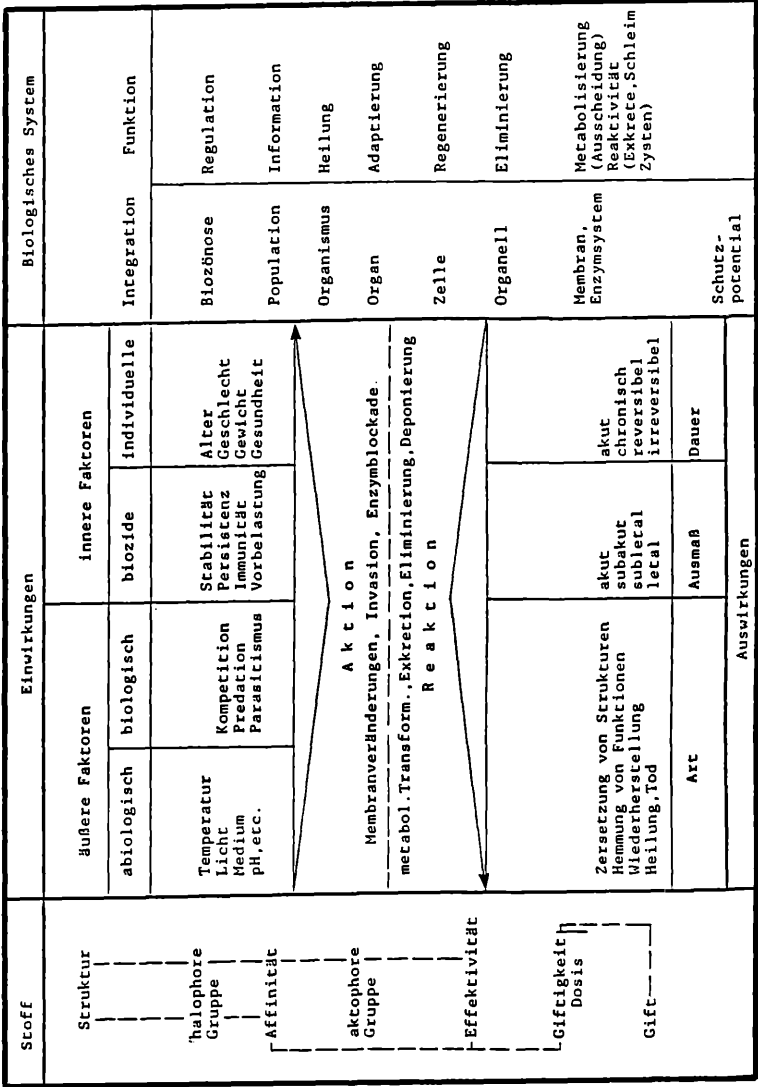 Stoff
Struktur
'halophore
Gruppe
Affinität
aktophore
Gruppe
Effektivität
Giftigkeit
Dosis
Gift
Einwirkungen
äußere Faktoren
innere Faktoren
abiologisch
biologisch
biozide
individuelle
Temperatur
Licht
Medium
pH,etc.
Kompetition
Predation
Parasitismus
Stabilität
Persistenz
Immunität
Vorbelastung
Alter
Geschlecht
Gewicht
Gesundheit
A k t i o n
Membranveränderungen, Invasion, Enzymblockade.
metabol.Transform.,Exkretion,Eliminierung,Deponierung
R e a k t i o n
Zersetzung von Strukturen
Hemmung von Funktionen
Wiederherstellung
Heilung,Tod
akut
subakut
subletal
letal
akut
chronisch
reversibel
irreversibel
Art
Ausmaß
Dauer
Auswirkungen
Biologisches System
Integration
Funktion
Biozönose
Regulation
Population
Information
Organismus
Heilung
Organ
Adaptierung
Zelle
Regenerierung
Organell
Eliminierung
Membran,
Enzymsystem
Metabolisierung
(Ausscheidung)
Reaktivität
(Exkrete,Schleim
Zysten)
Schutz-
potential